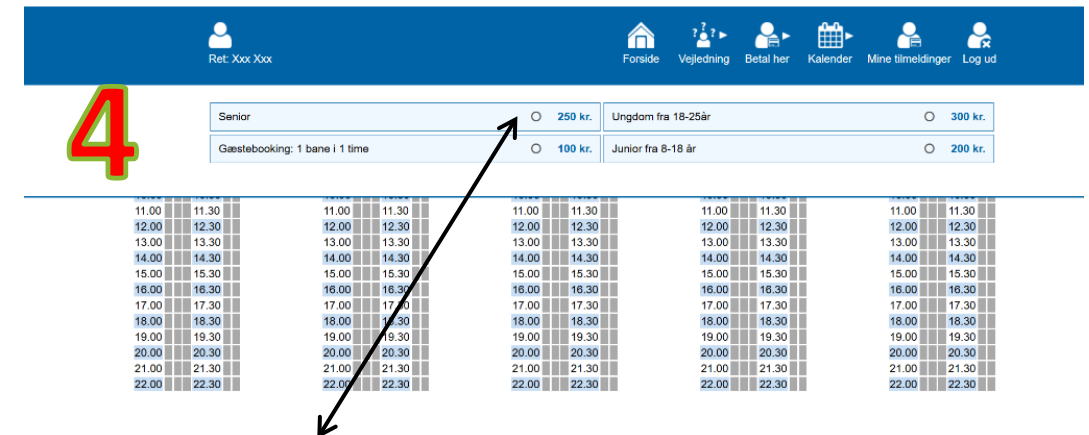 Ret: Xxx Xxx
Forside Vejledning Betal her Kalender Mine tilmeldinger Log ud
4
Senior 250 kr. Ungdom fra 18-25år 300 kr.
Gæstebooking: 1 bane i 1 time 100 kr. Junior fra 8-18 år 200 kr.
11.00 11.30 11.00 11.30 11.00 11.30 11.00 11.30 11.00 11.30
12.00 12.30 12.00 12.30 12.00 12.30 12.00 12.30 12.00 12.30
13.00 13.30 13.00 13.30 13.00 13.30 13.00 13.30 13.00 13.30
14.00 14.30 14.00 14.30 14.00 14.30 14.00 14.30 14.00 14.30
15.00 15.30 15.00 15.30 15.00 15.30 15.00 15.30 15.00 15.30
16.00 16.30 16.00 16.30 16.00 16.30 16.00 16.30 16.00 16.30
17.00 17.30 17.00 17.30 17.00 17.30 17.00 17.30 17.00 17.30
18.00 18.30 18.00 18.30 18.00 18.30 18.00 18.30 18.00 18.30
19.00 19.30 19.00 19.30 19.00 19.30 19.00 19.30 19.00 19.30
20.00 20.30 20.00 20.30 20.00 20.30 20.00 20.30 20.00 20.30
21.00 21.30 21.00 21.30 21.00 21.30 21.00 21.30 21.00 21.30
22.00 22.30 22.00 22.30 22.00 22.30 22.00 22.30 22.00 22.30